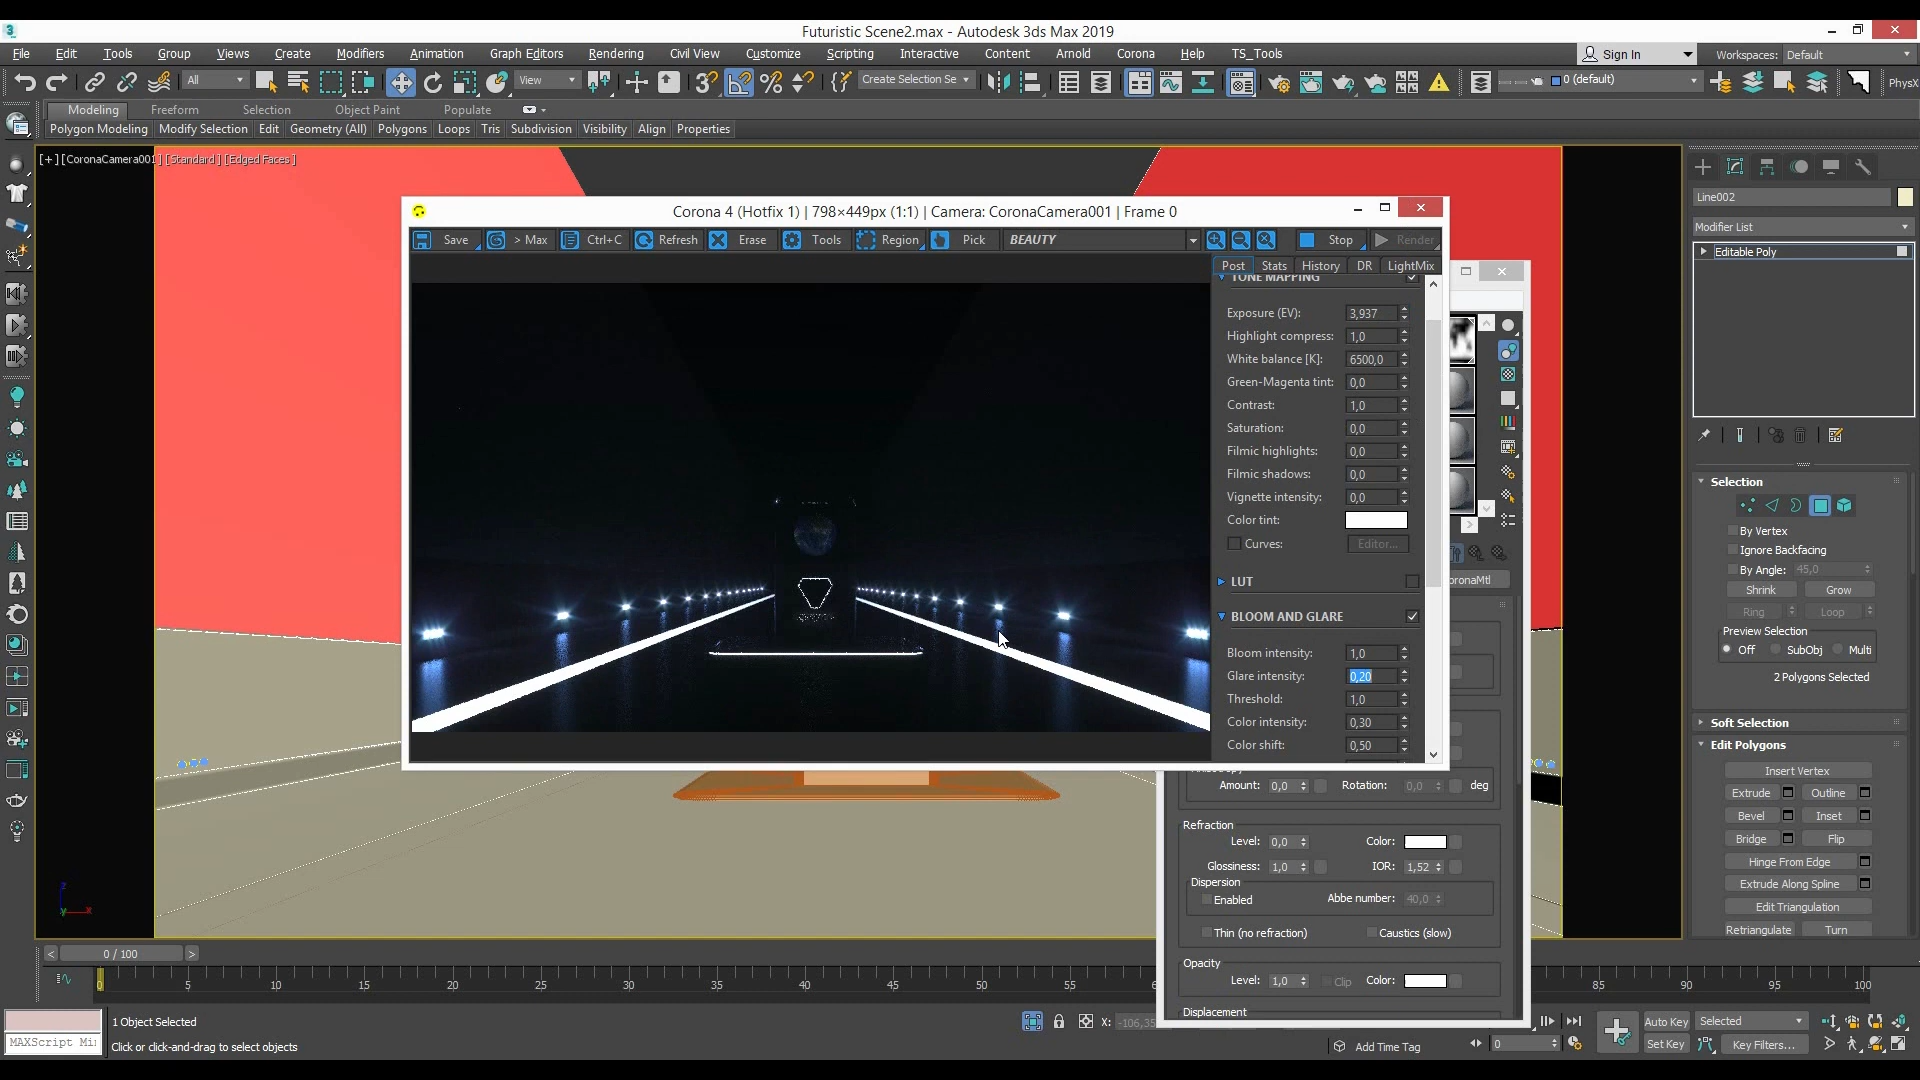 Futuristic Scene2.max - Autodesk 3ds Max 2019
File Edit Tools Group Views Create Modifiers Animation Graph Editors Rendering Civil View Customize Scripting Interactive Content Arnold Corona Help TS_Tools Sign In Workspaces: Default
All View Create Selection Se 0 (default) PhysX
Modeling Freeform Selection Object Paint Populate
Polygon Modeling Modify Selection Edit Geometry (All) Polygons Loops Tris Subdivision Visibility Align Properties
[+] [CoronaCamera001] [Standard] [Edged Faces]
Corona 4 (Hotfix 1) | 798×449px (1:1) | Camera: CoronaCamera001 | Frame 0
Save > Max Ctrl+C Refresh Erase Tools Region Pick BEAUTY Stop Render
Post Stats History DR LightMix
TONE MAPPING
Exposure (EV): 3,937
Highlight compress: 1,0
White balance [K]: 6500,0
Green-Magenta tint: 0,0
Contrast: 1,0
Saturation: 0,0
Filmic highlights: 0,0
Filmic shadows: 0,0
Vignette intensity: 0,0
Color tint:
Curves: Editor...
LUT
BLOOM AND GLARE
Bloom intensity: 1,0
Glare intensity: 0,20
Threshold: 1,0
Color intensity: 0,30
Color shift: 0,50
oronaMtl
Amount: 0,0 Rotation: 0,0 deg
Refraction
Level: 0,0 Color:
Glossiness: 1,0 IOR: 1,52
Dispersion
Enabled Abbe number: 40,0
Thin (no refraction) Caustics (slow)
Opacity
Level: 1,0 Clip Color:
Displacement
Line002
Modifier List
Editable Poly
Selection
By Vertex
Ignore Backfacing
By Angle: 45,0
Shrink Grow
Ring Loop
Preview Selection
Off SubObj Multi
2 Polygons Selected
Soft Selection
Edit Polygons
Insert Vertex
Extrude Outline
Bevel Inset
Bridge Flip
Hinge From Edge
Extrude Along Spline
Edit Triangulation
Retriangulate Turn
z
y x
< 0 / 100 >
0 5 10 15 20 25 30 35 40 45 50 55 85 90 95 100
1 Object Selected X: -106,35 Auto Key Selected
MAXScript Mi Click or click-and-drag to select objects Add Time Tag 0 Set Key Key Filters...